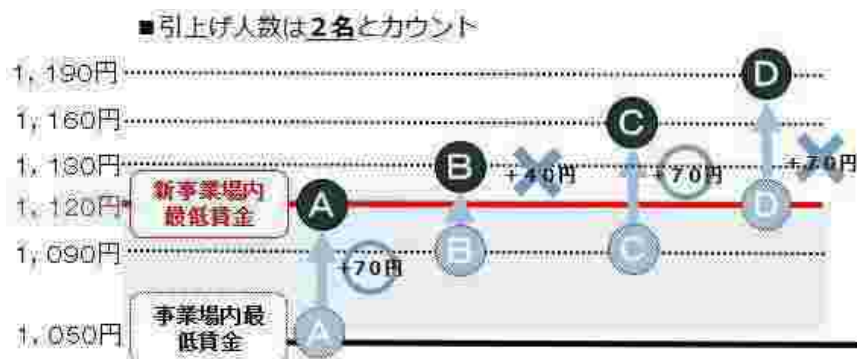 ■引上げ人数は2名とカウント
1,190円
D
1,160円
C
1,130円
B
+40円
+70円
+70円
新事業場内
最低賃金
1,120円
A
D
1,090円
B
C
+70円
事業場内最
低賃金
1,050円
A